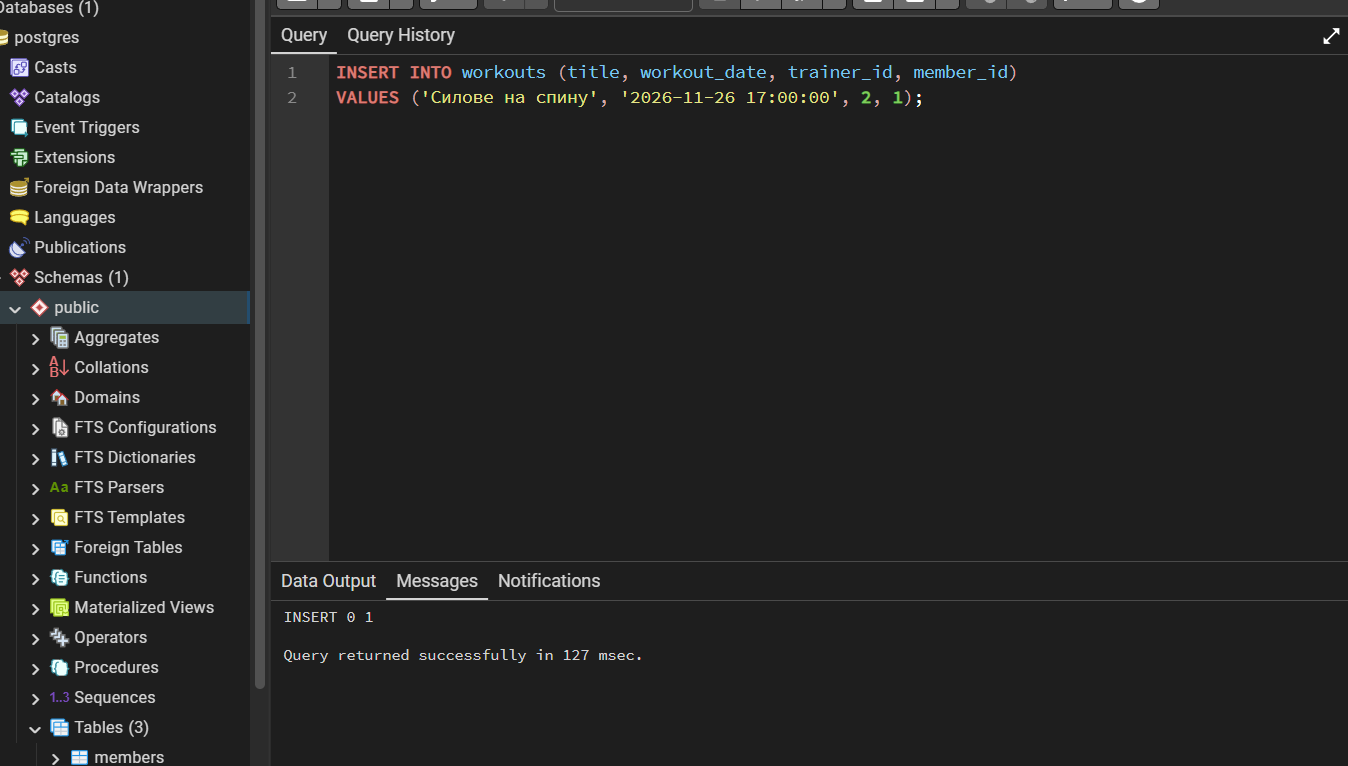 Databases (1)
postgres
Casts
Catalogs
Event Triggers
Extensions
Foreign Data Wrappers
Languages
Publications
Schemas (1)
public
Aggregates
Collations
Domains
FTS Configurations
FTS Dictionaries
Aa FTS Parsers
FTS Templates
Foreign Tables
Functions
Materialized Views
Operators
Procedures
1..3 Sequences
Tables (3)
members
Query Query History
1 INSERT INTO workouts (title, workout_date, trainer_id, member_id)
2 VALUES ('Силове на спину', '2026-11-26 17:00:00', 2, 1);
Data Output Messages Notifications
INSERT 0 1
Query returned successfully in 127 msec.